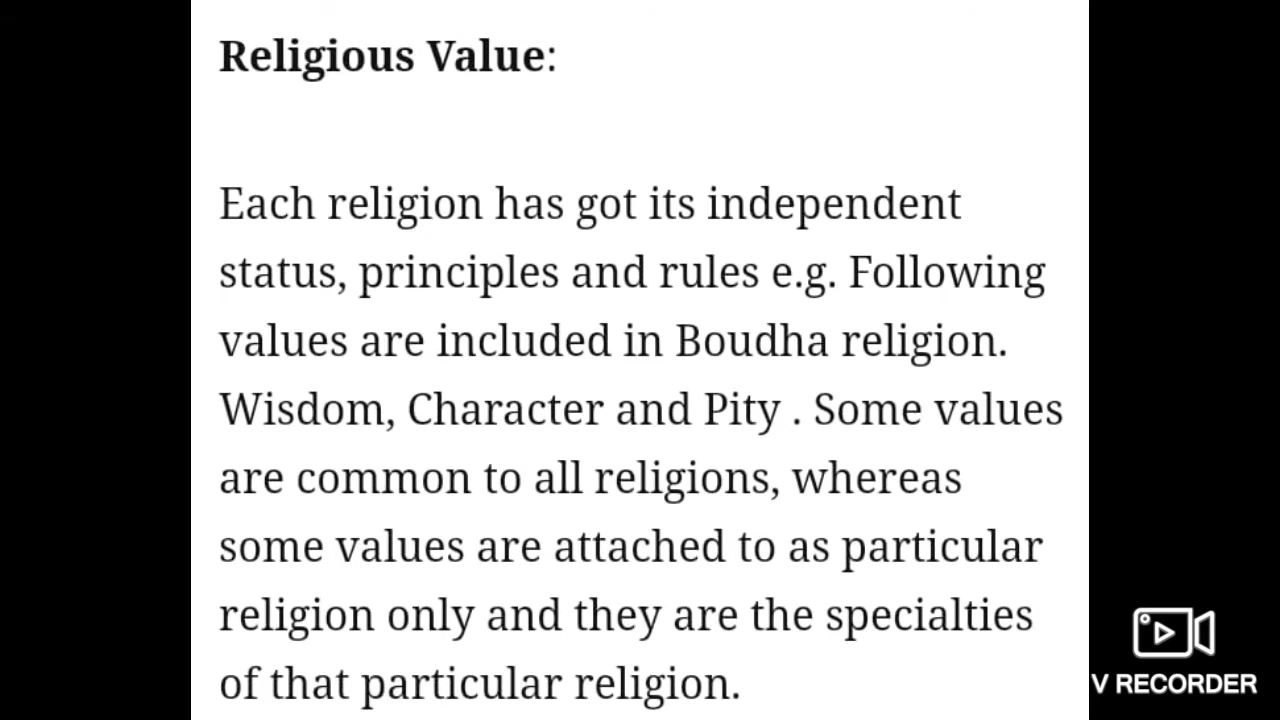 Religious Value:
Each religion has got its independent
status, principles and rules e.g. Following
values are included in Boudha religion.
Wisdom, Character and Pity . Some values
are common to all religions, whereas
some values are attached to as particular
religion only and they are the specialties
of that particular religion.
V RECORDER